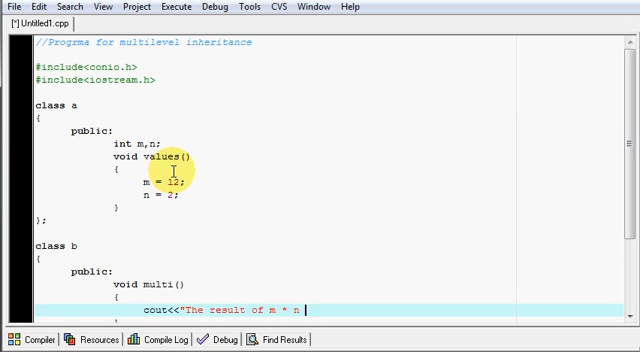 File Edit Search View Project Execute Debug Tools CVS Window Help
[*] Untitled1.cpp
//Progrma for multilevel inheritance
#include<conio.h>
#include<iostream.h>
class a
{
public:
int m,n;
void values()
{
m = 12;
n = 2;
}
};
class b
{
public:
void multi()
{
cout<<"The result of m * n
}
Compiler Resources Compile Log Debug Find Results